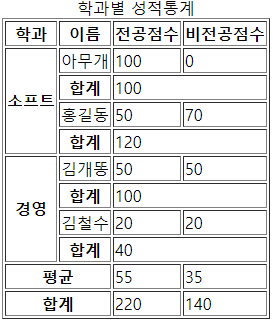 학과별 성적통계
학과 이름 전공점수 비전공점수
소프트 아무개 100 0
합계 100
홍길동 50 70
합계 120
경영 김개똥 50 50
합계 100
김철수 20 20
합계 40
평균 55 35
합계 220 140